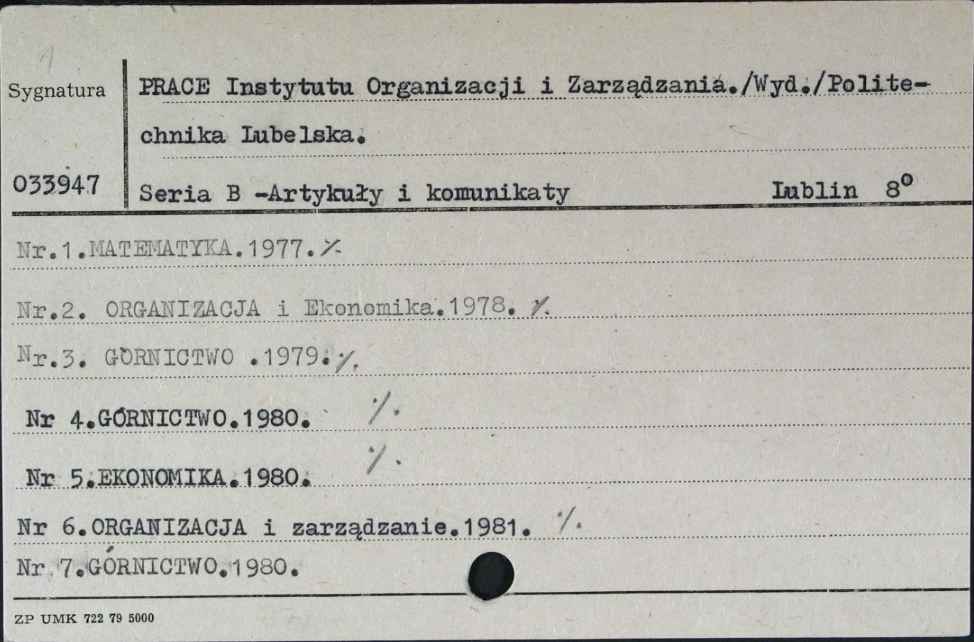 Sygnatura
033947
PRACE Instytutu Organizacji i Zarządzania./Wyd./Polite-
chnika Lubelska.
Seria B -Artykuły i komunikaty Lublin 8°
Nr.1.MATEMATYKA.1977.%
Nr.2. ORGANIZACJA i Ekonomika.1978. %
Nr.3. GÓRNICTWO .1979.%
Nr 4.GÓRNICTWO.1980. %
Nr 5.EKONOMIKA.1980. %
Nr 6.ORGANIZACJA i zarządzanie.1981. %
Nr 7.GÓRNICTWO.1980.
ZP UMK 722 79 5000